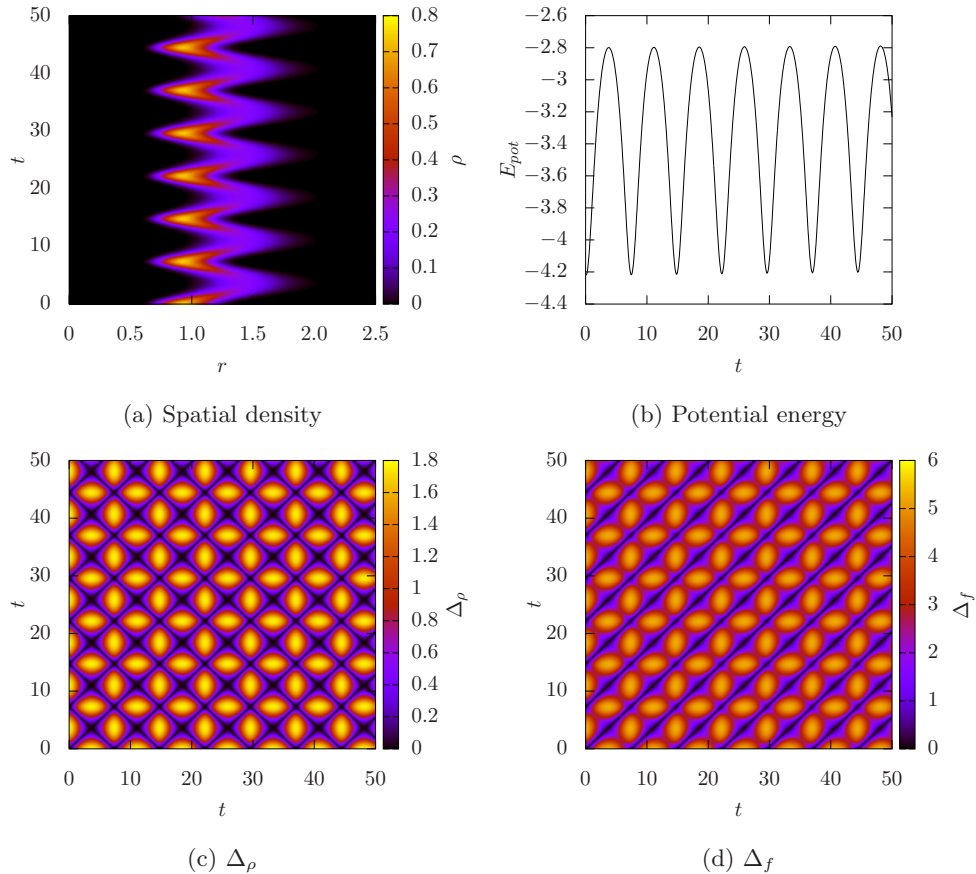 50
40
30
20
10
0
t
0 0.5 1.0 1.5 2.0 2.5
r
0.8
0.7
0.6
0.5
0.4
0.3
0.2
0.1
0
ρ
(a) Spatial density
−2.6
−2.8
−3
−3.2
−3.4
−3.6
−3.8
−4
−4.2
−4.4
E_pot
0 10 20 30 40 50
t
(b) Potential energy
50
40
30
20
10
0
t
0 10 20 30 40 50
t
1.8
1.6
1.4
1.2
1
0.8
0.6
0.4
0.2
0
Δ_ρ
(c) Δ_ρ
50
40
30
20
10
0
t
0 10 20 30 40 50
t
6
5
4
3
2
1
0
Δ_f
(d) Δ_f